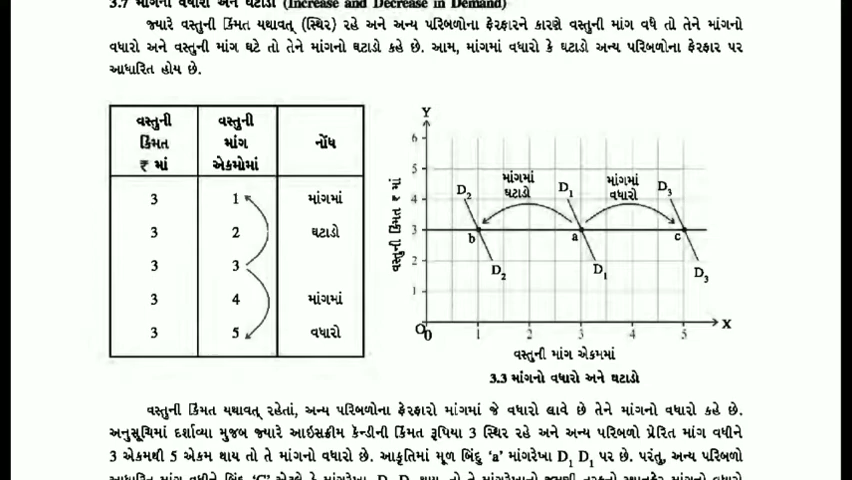 3.7 માંગનો વધારો અને ઘટાડો (Increase and Decrease in Demand)
જ્યારે વસ્તુની કિંમત યથાવત્ (સ્થિર) રહે અને અન્ય પરિબળોના ફેરફારને કારણે વસ્તુની માંગ વધે તો તેને માંગનો
વધારો અને વસ્તુની માંગ ઘટે તો તેને માંગનો ઘટાડો કહે છે. આમ, માંગમાં વધારો કે ઘટાડો અન્ય પરિબળોના ફેરફાર પર
આધારિત હોય છે.
વસ્તુની કિંમત ₹ માં
વસ્તુની માંગ એકમોમાં
નોંધ
3 1 માંગમાં
3 2 ઘટાડો
3 3
3 4 માંગમાં
3 5 વધારો
Y
6
5
4
3
2
1
વસ્તુની કિંમત ₹ માં
D2 માંગમાં ઘટાડો D1 માંગમાં વધારો D3
b a c
D2 D1 D3
O 0 1 2 3 4 5 X
વસ્તુની માંગ એકમમાં
3.3 માંગનો વધારો અને ઘટાડો
વસ્તુની કિંમત યથાવત્ રહેતાં, અન્ય પરિબળોના ફેરફારો માંગમાં જે વધારો લાવે છે તેને માંગનો વધારો કહે છે.
અનુસૂચિમાં દર્શાવ્યા મુજબ જ્યારે આઇસક્રીમ કૅન્ડીની કિંમત રૂપિયા 3 સ્થિર રહે અને અન્ય પરિબળો પ્રેરિત માંગ વધીને
3 એકમથી 5 એકમ થાય તો તે માંગનો વધારો છે. આકૃતિમાં મૂળ બિંદુ ‘a’ માંગરેખા D1 D1 પર છે. પરંતુ, અન્ય પરિબળો